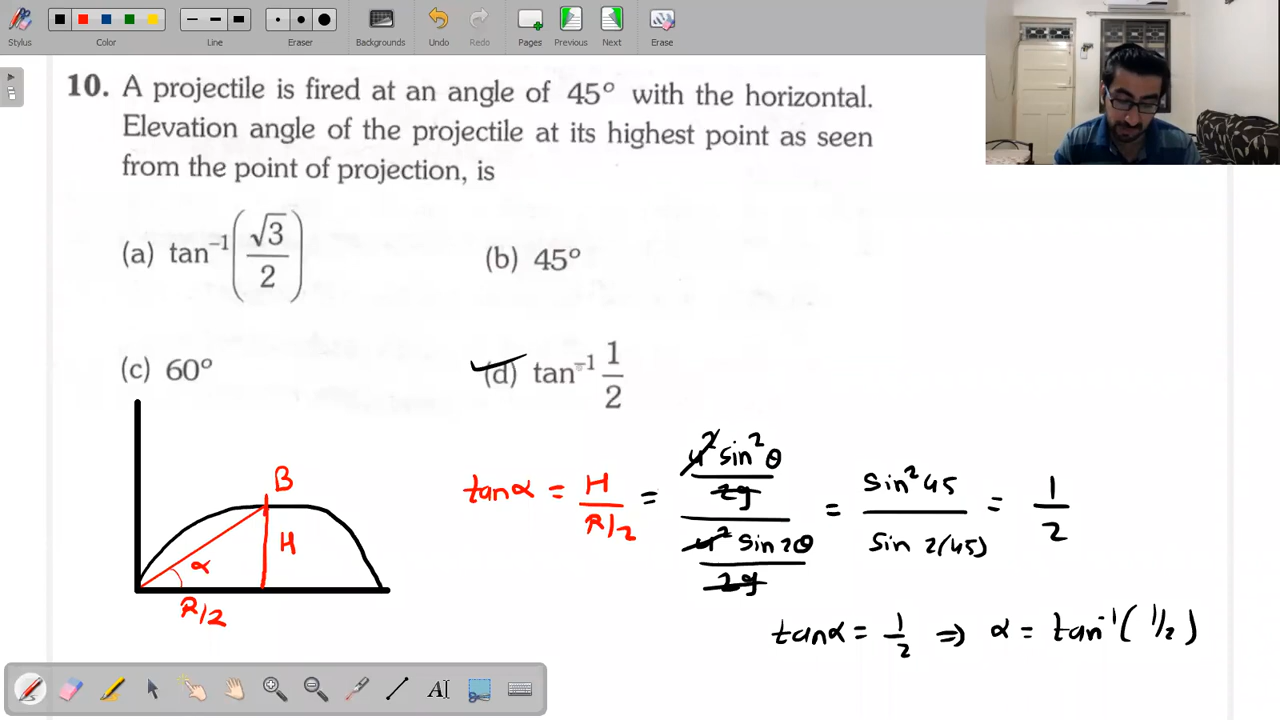 Stylus
Color
Line
Eraser
Backgrounds
Undo
Redo
Pages
Previous
Next
Erase
10. A projectile is fired at an angle of 45° with the horizontal.
Elevation angle of the projectile at its highest point as seen
from the point of projection, is
(a) tan⁻¹(√3/2)
(b) 45°
(c) 60°
(d) tan⁻¹ 1/2
B
H
α
R/2
tanα = H/(R/2) = (u² sin²θ/2g)/(u² sin2θ/2g) = sin²45/sin 2(45) = 1/2
tanα = 1/2 ⇒ α = tan⁻¹(1/2)
A